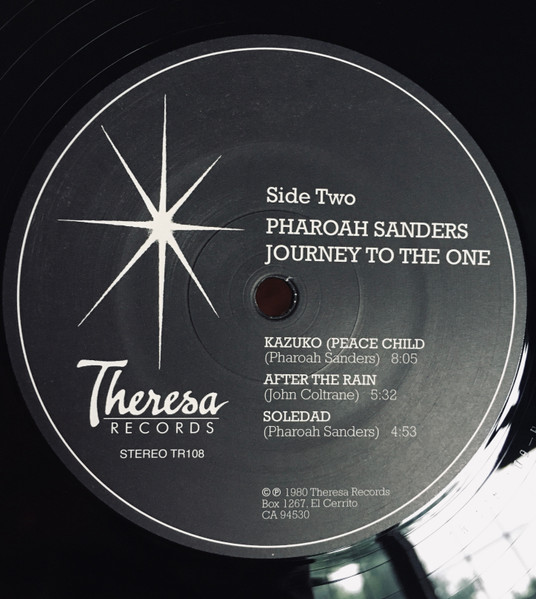 Side Two
PHAROAH SANDERS
JOURNEY TO THE ONE
KAZUKO (PEACE CHILD
(Pharoah Sanders) 8:05
AFTER THE RAIN
(John Coltrane) 5:32
SOLEDAD
(Pharoah Sanders) 4:53
Theresa
RECORDS
STEREO TR108
©℗ 1980 Theresa Records
Box 1267, El Cerrito
CA 94530